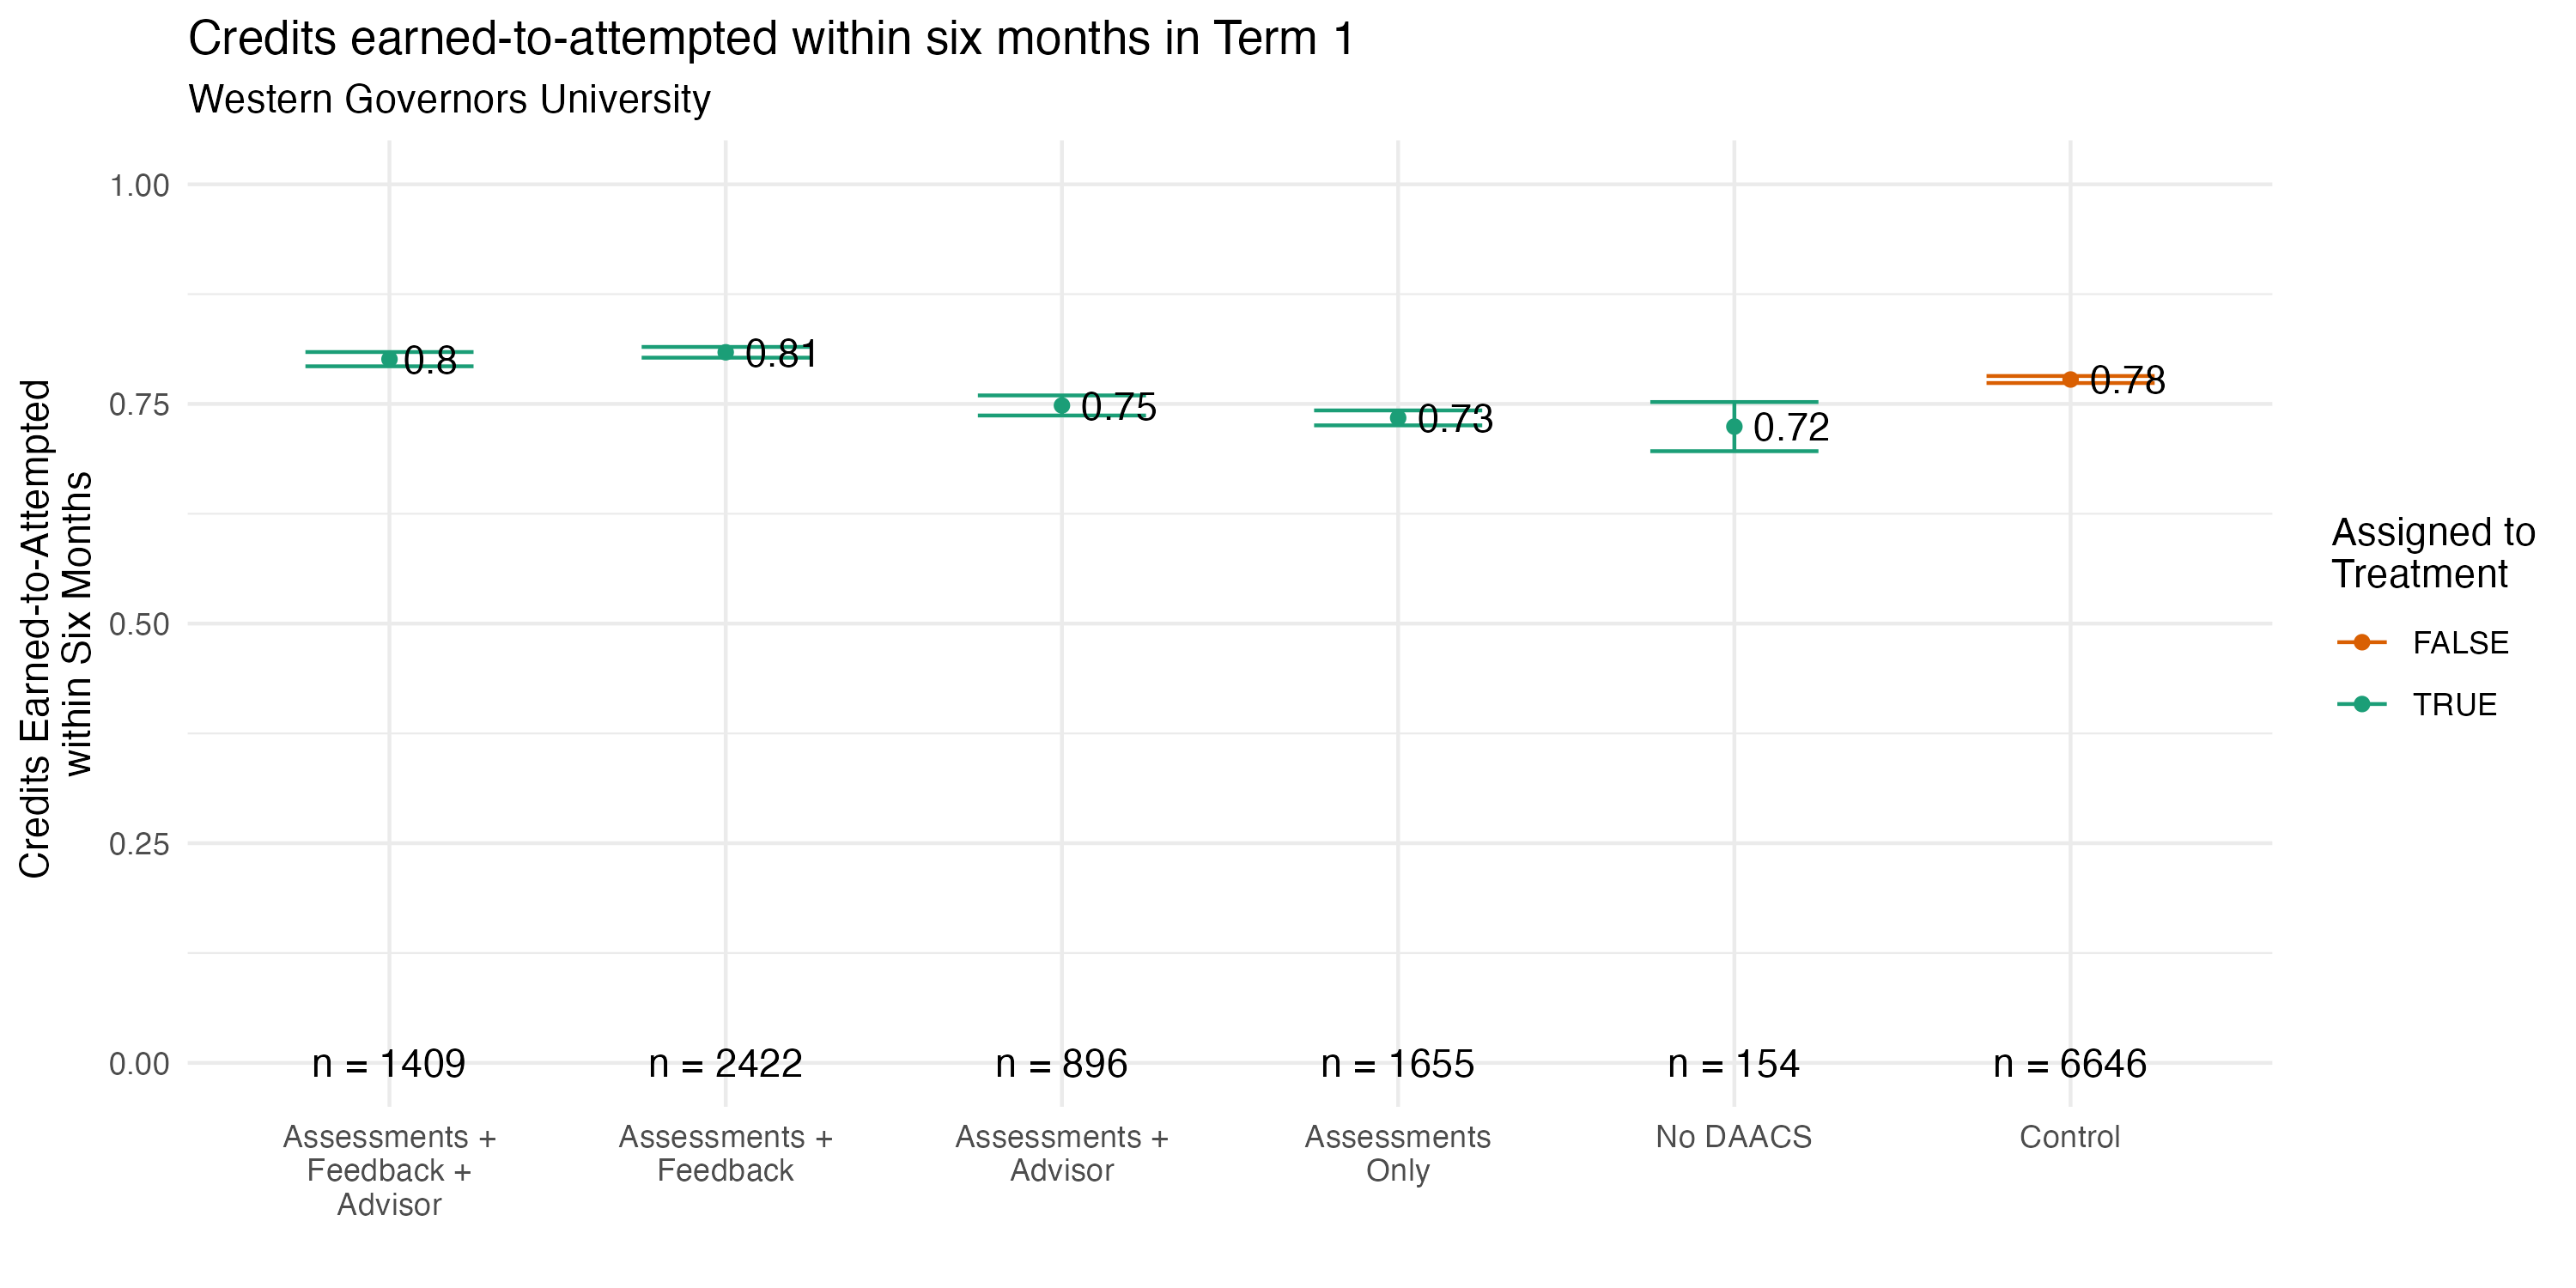 Credits earned-to-attempted within six months in Term 1
Western Governors University
Credits Earned-to-Attempted
within Six Months
1.00
0.75
0.50
0.25
0.00
0.8
0.81
0.75
0.73
0.72
0.78
n = 1409
n = 2422
n = 896
n = 1655
n = 154
n = 6646
Assessments +
Feedback +
Advisor
Assessments +
Feedback
Assessments +
Advisor
Assessments
Only
No DAACS
Control
Assigned to
Treatment
FALSE
TRUE